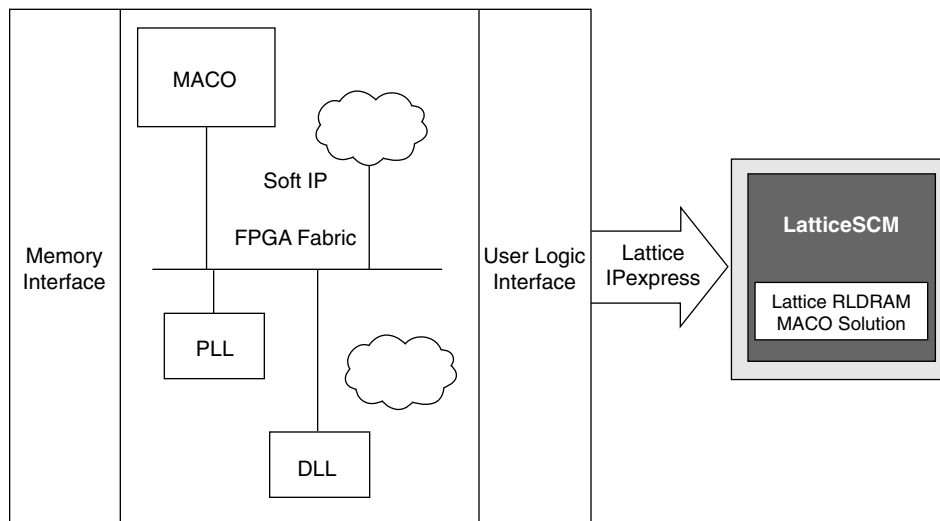 MACO
Soft IP
FPGA Fabric
Memory
Interface
PLL
DLL
User Logic
Interface
Lattice
IPexpress
LatticeSCM
Lattice RLDRAM
MACO Solution